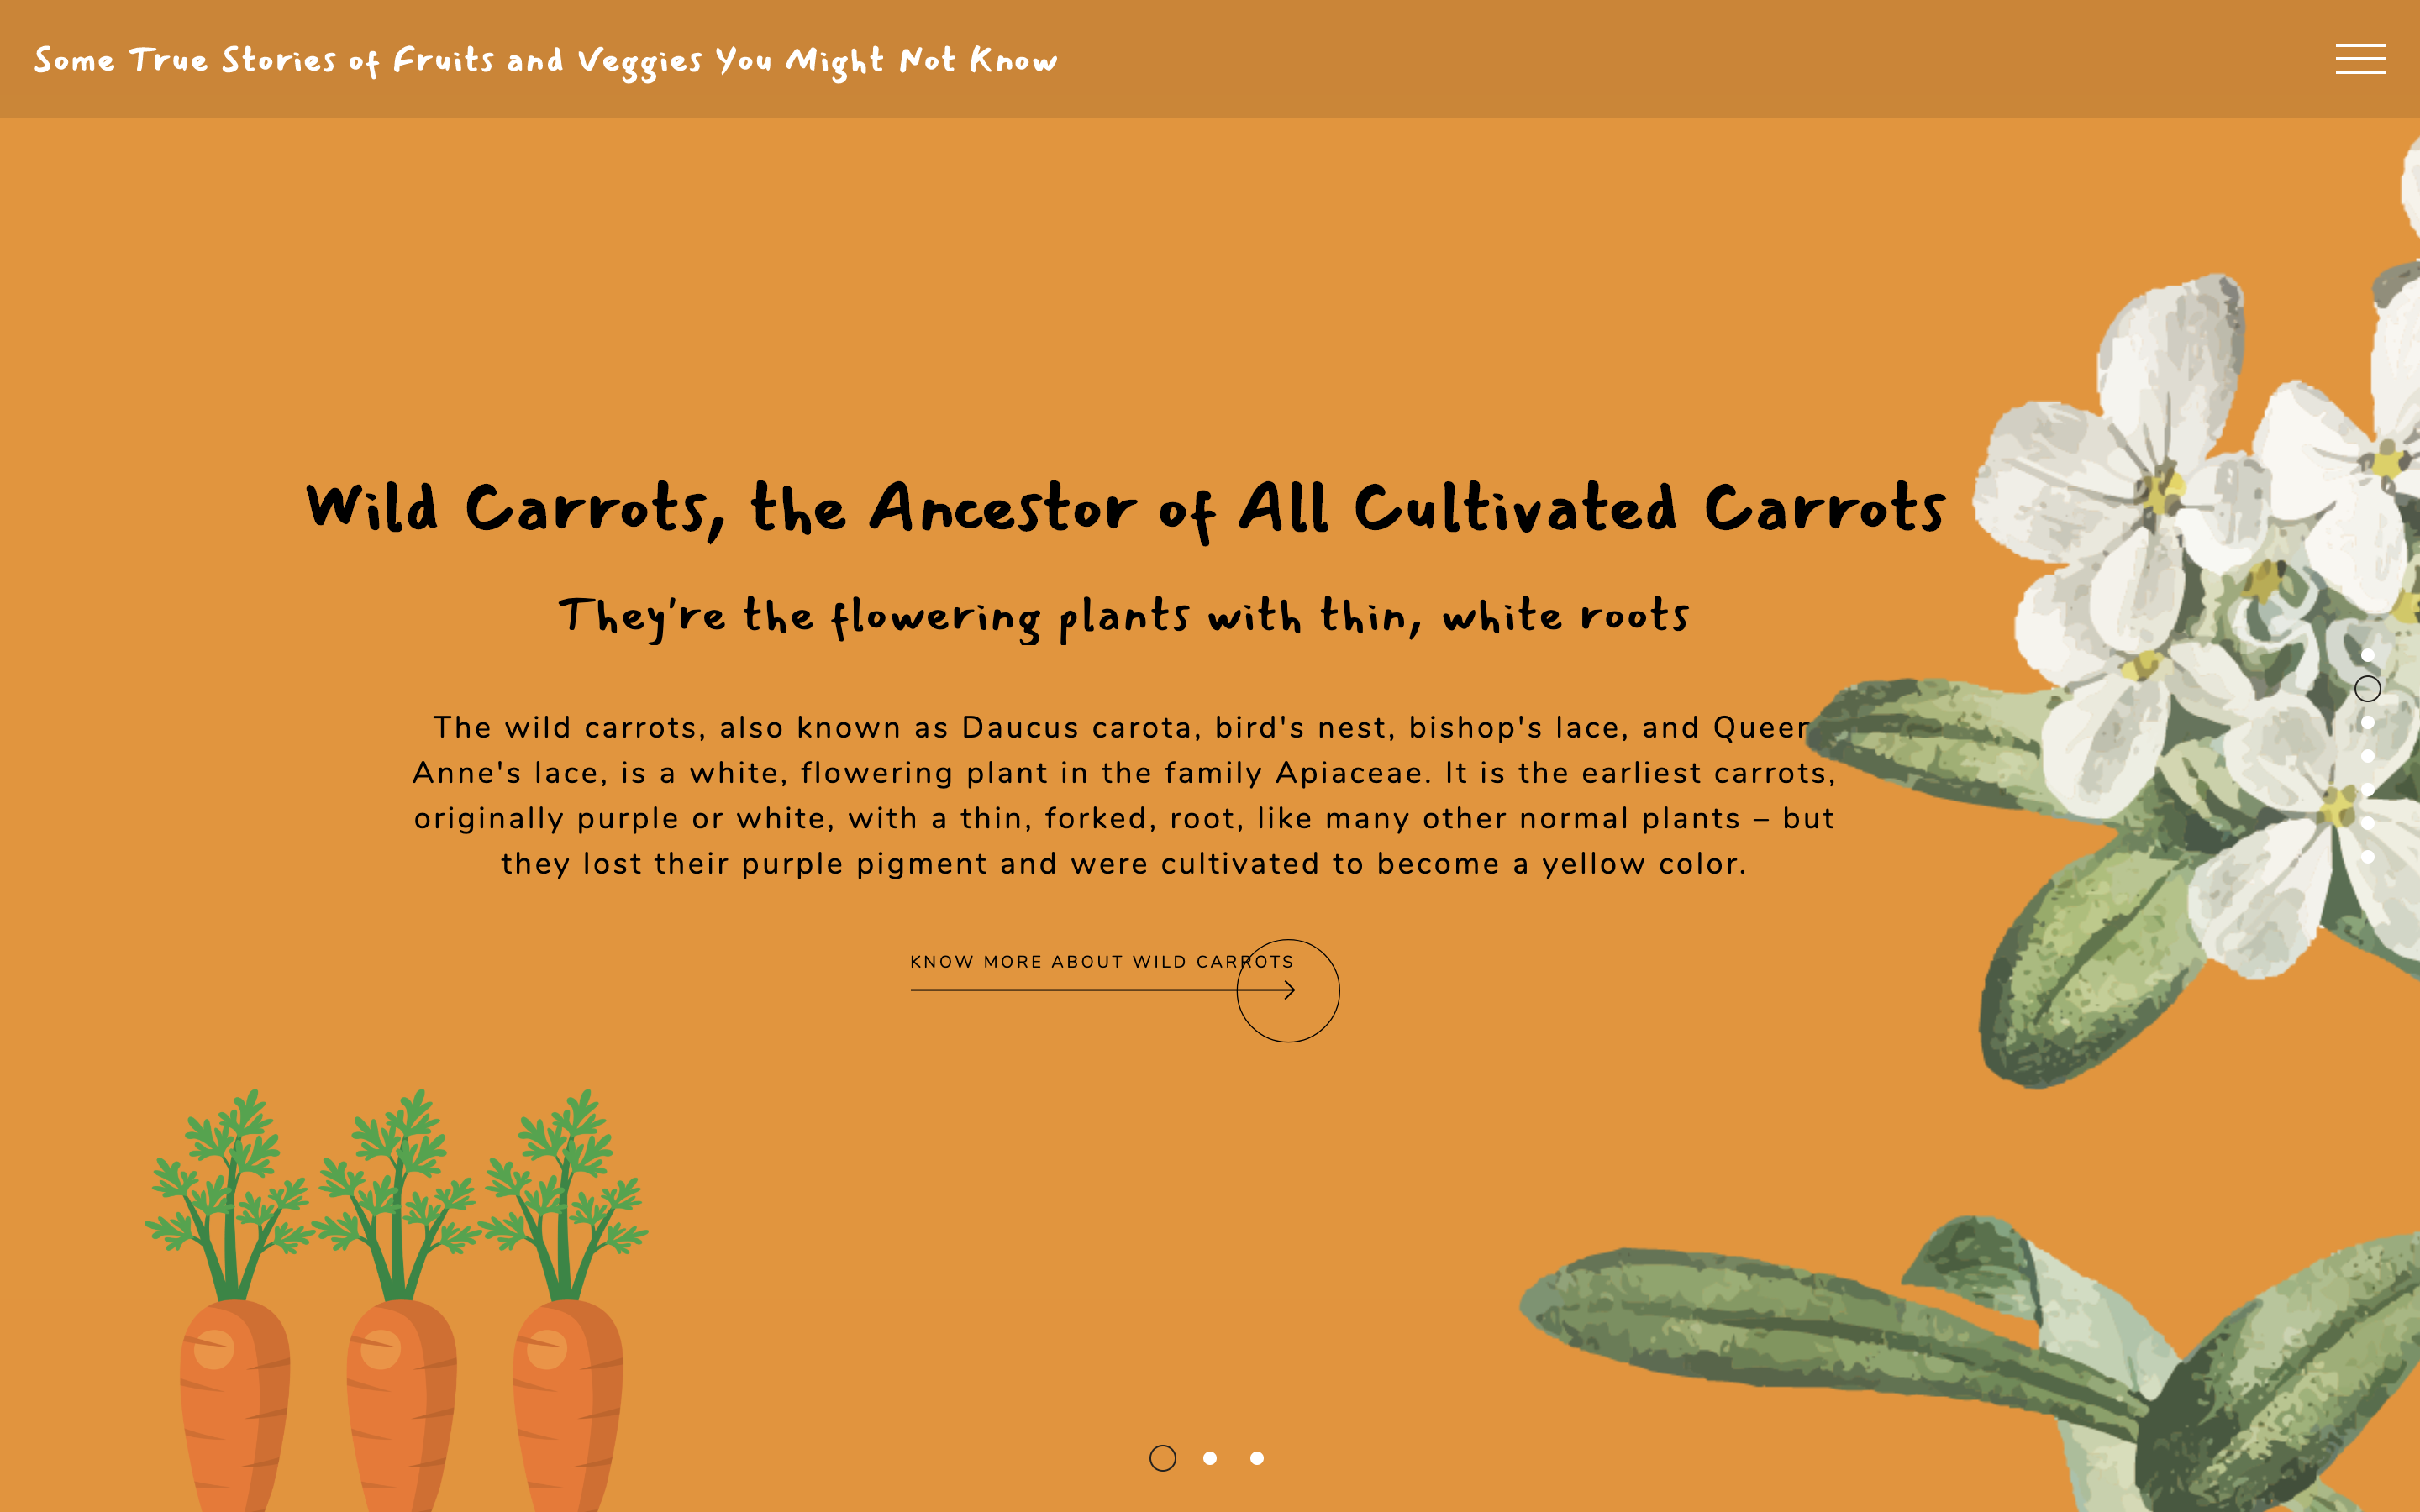 Some True Stories of Fruits and Veggies You Might Not Know
Wild Carrots, the Ancestor of All Cultivated Carrots
They're the flowering plants with thin, white roots
The wild carrots, also known as Daucus carota, bird's nest, bishop's lace, and Queen
Anne's lace, is a white, flowering plant in the family Apiaceae. It is the earliest carrots,
originally purple or white, with a thin, forked, root, like many other normal plants – but
they lost their purple pigment and were cultivated to become a yellow color.
KNOW MORE ABOUT WILD CARROTS